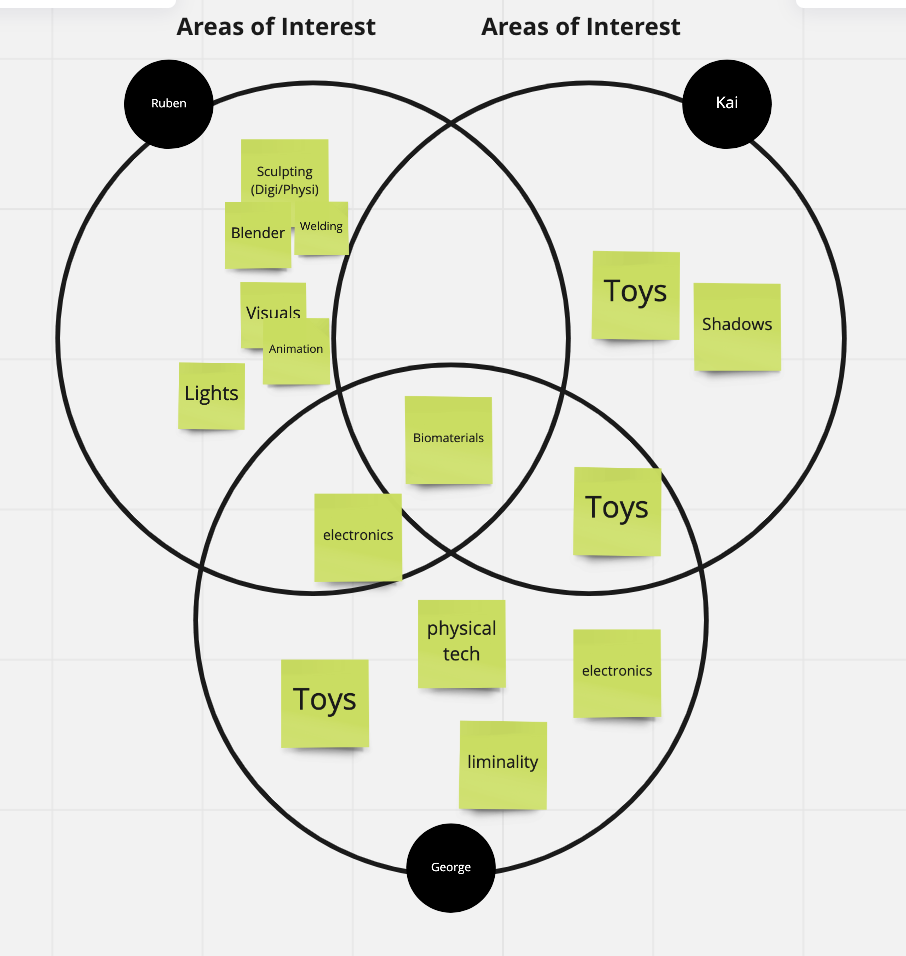 Areas of Interest
Areas of Interest
Ruben
Kai
Sculpting
(Digi/Physi)
Blender
Welding
Visuals
Animation
Lights
Toys
Shadows
Biomaterials
electronics
Toys
physical
tech
electronics
Toys
liminality
George